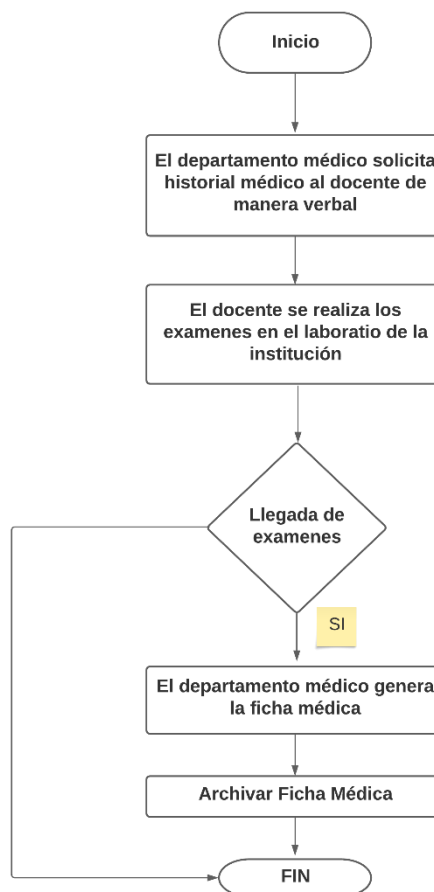 Inicio
El departamento médico solicita
historial médico al docente de
manera verbal
El docente se realiza los
examenes en el laboratio de la
institución
Llegada de
examenes
SI
El departamento médico genera
la ficha médica
Archivar Ficha Médica
FIN